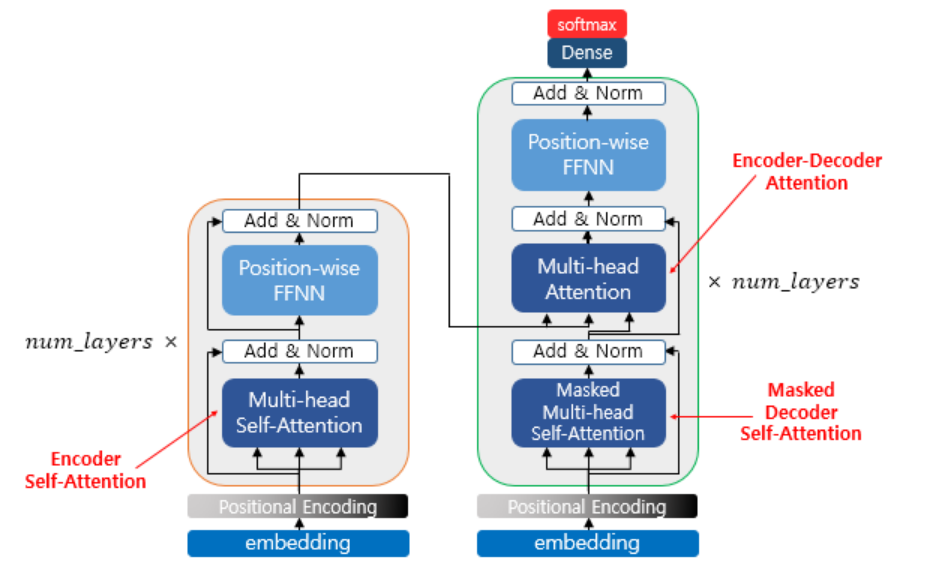 softmax
Dense
Add & Norm
Position-wise
FFNN
Add & Norm
Multi-head
Attention
Add & Norm
Masked
Multi-head
Self-Attention
Positional Encoding
embedding
Encoder-Decoder
Attention
× num_layers
Masked
Decoder
Self-Attention
Add & Norm
Position-wise
FFNN
num_layers ×
Add & Norm
Multi-head
Self-Attention
Encoder
Self-Attention
Positional Encoding
embedding